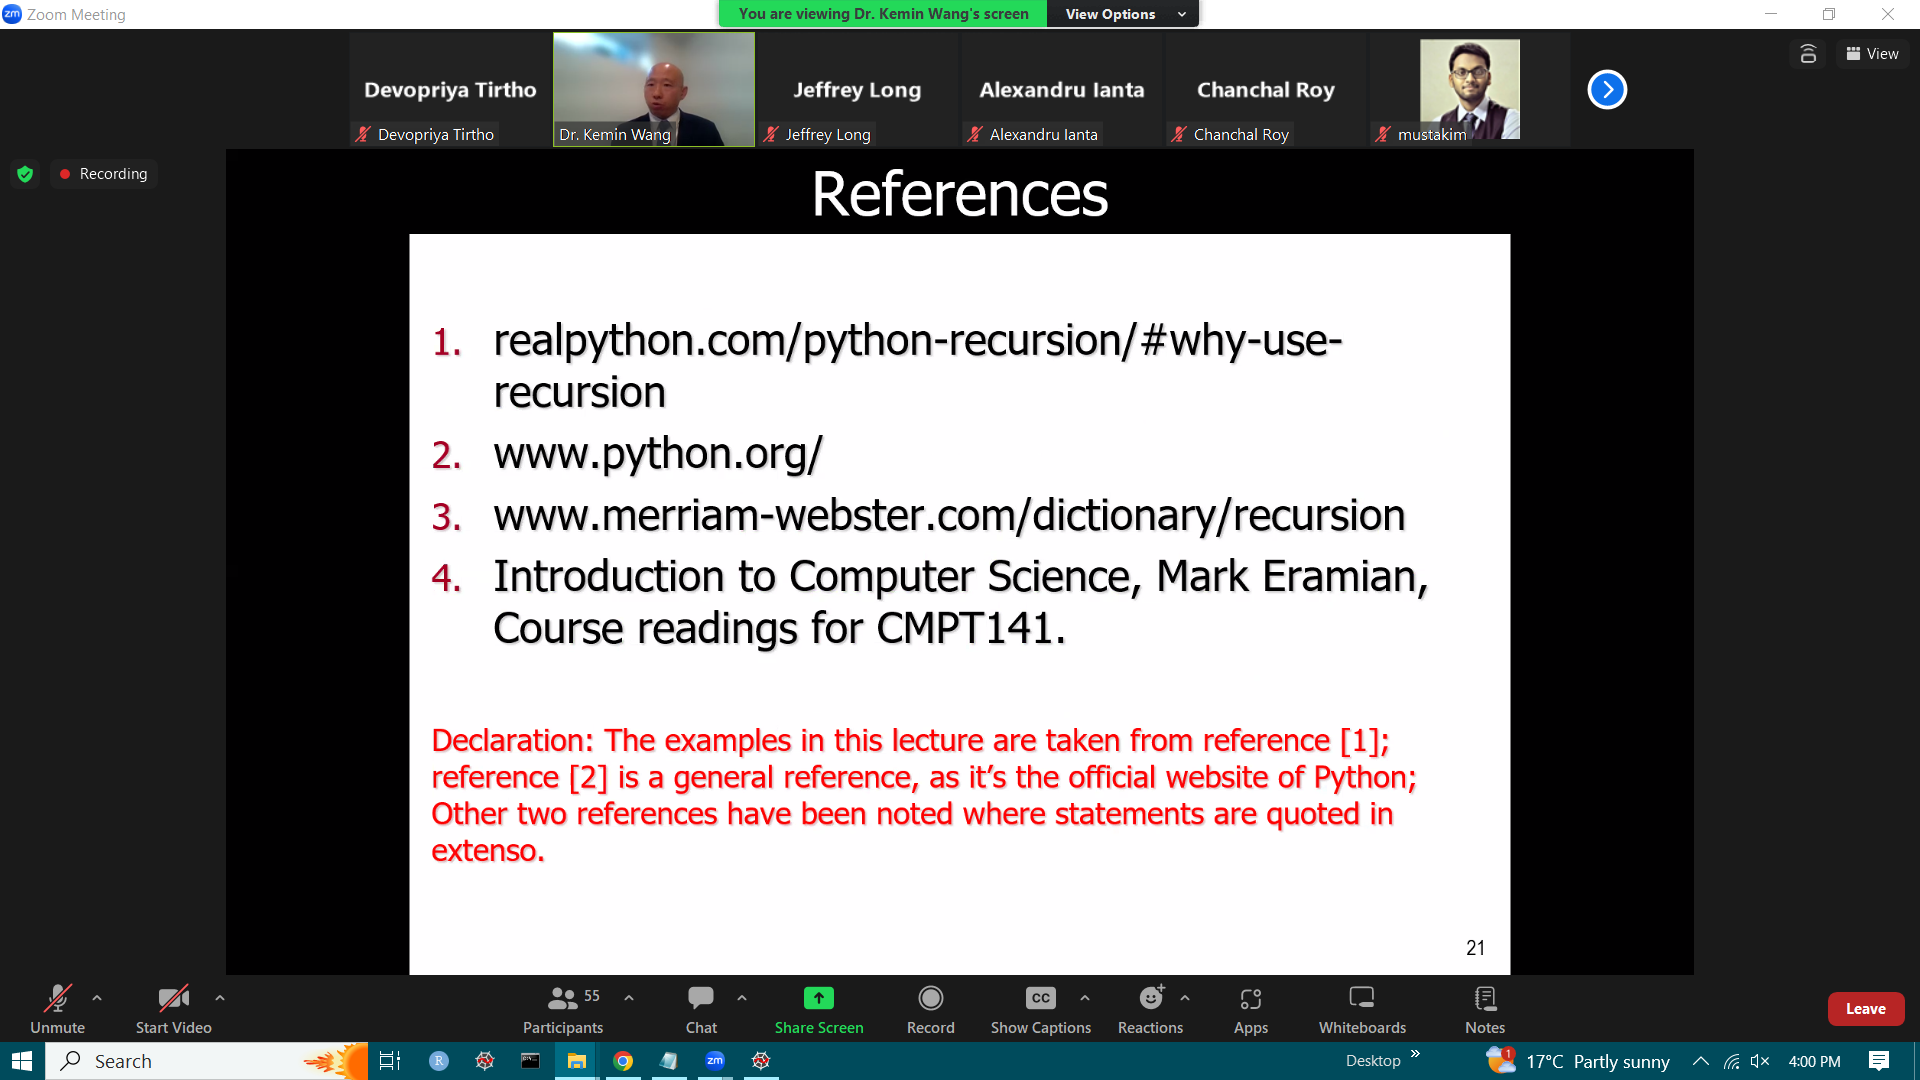 Zoom Meeting
You are viewing Dr. Kemin Wang's screen
View Options
View
Devopriya Tirtho
Jeffrey Long
Alexandru Ianta
Chanchal Roy
Devopriya Tirtho
Dr. Kemin Wang
Jeffrey Long
Alexandru Ianta
Chanchal Roy
mustakim
Recording
References
1. realpython.com/python-recursion/#why-use-
recursion
2. www.python.org/
3. www.merriam-webster.com/dictionary/recursion
4. Introduction to Computer Science, Mark Eramian,
Course readings for CMPT141.
Declaration: The examples in this lecture are taken from reference [1];
reference [2] is a general reference, as it's the official website of Python;
Other two references have been noted where statements are quoted in
extenso.
21
Unmute
Start Video
55
Participants
Chat
Share Screen
Record
CC
Show Captions
Reactions
Apps
Whiteboards
Notes
Leave
Search
R
zm
Desktop
1
17°C Partly sunny
4:00 PM